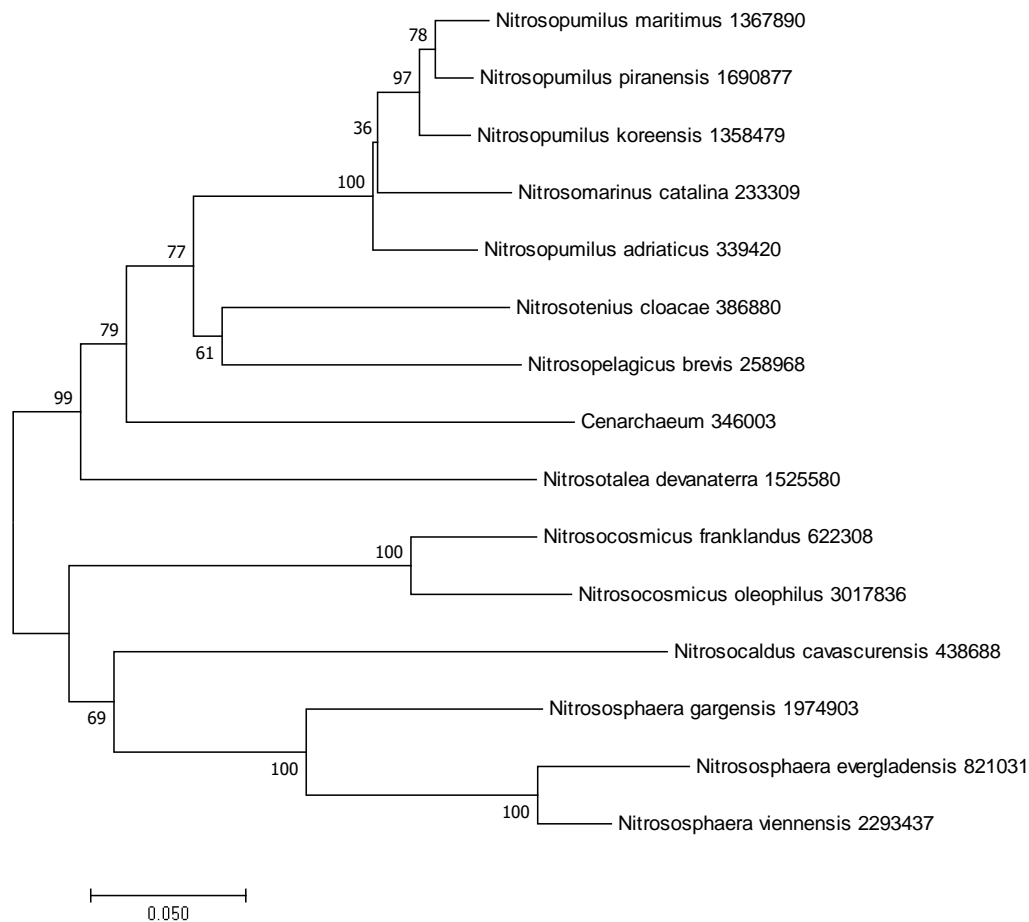 Nitrosopumilus maritimus 1367890
78
Nitrosopumilus piranensis 1690877
97
36
Nitrosopumilus koreensis 1358479
100
Nitrosomarinus catalina 233309
77
Nitrosopumilus adriaticus 339420
Nitrosotenius cloacae 386880
79
61
Nitrosopelagicus brevis 258968
99
Cenarchaeum 346003
Nitrosotalea devanaterra 1525580
Nitrosocosmicus franklandus 622308
100
Nitrosocosmicus oleophilus 3017836
Nitrosocaldus cavascurensis 438688
69
Nitrososphaera gargensis 1974903
100
Nitrososphaera evergladensis 821031
100
Nitrososphaera viennensis 2293437
0.050